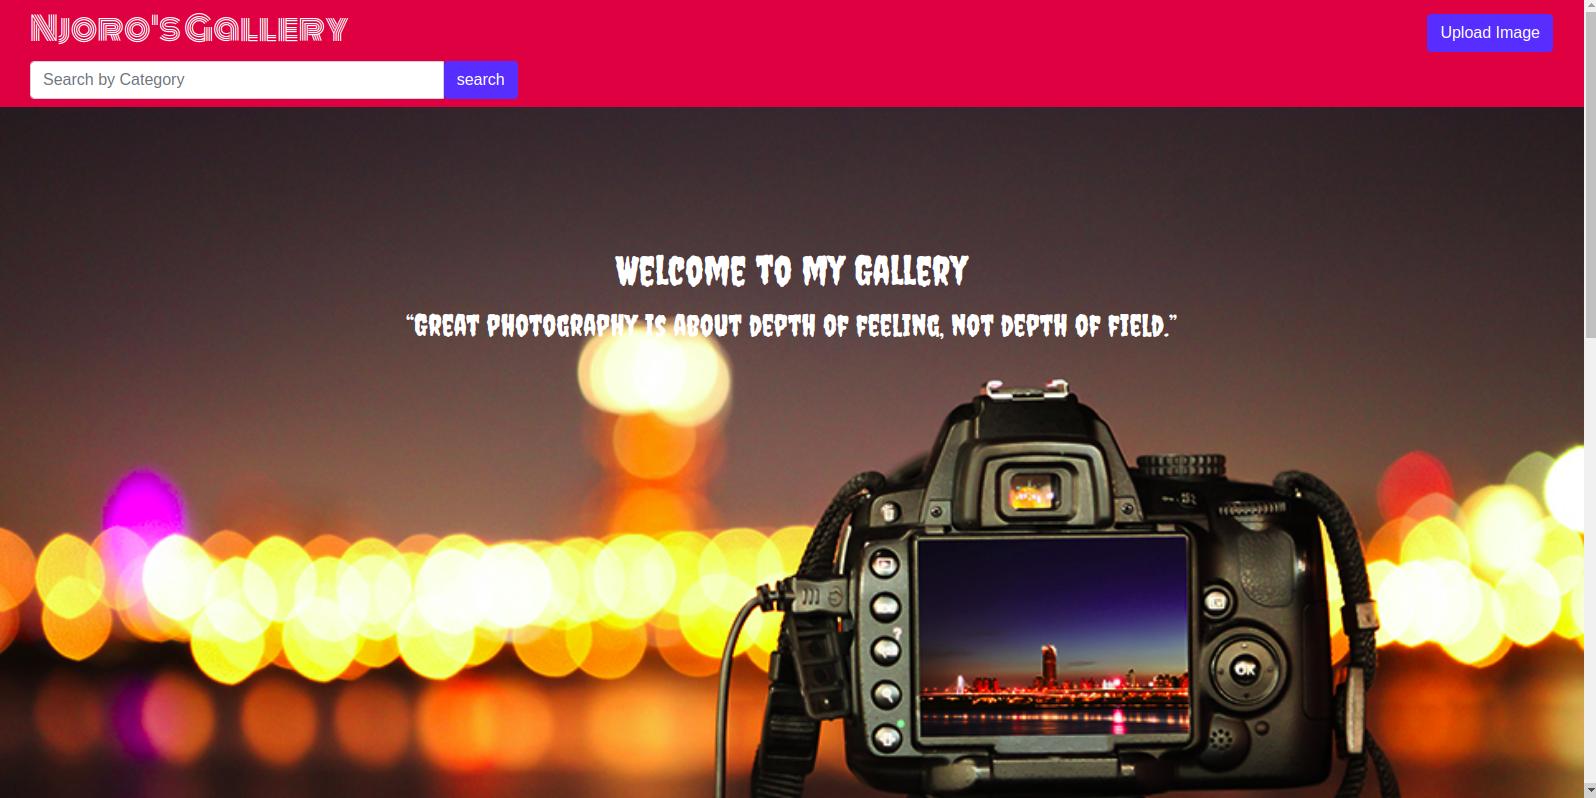 Njoro's Gallery
Upload Image
Search by Category
search
WELCOME TO MY GALLERY
“GREAT PHOTOGRAPHY IS ABOUT DEPTH OF FEELING, NOT DEPTH OF FIELD.”
?
OK